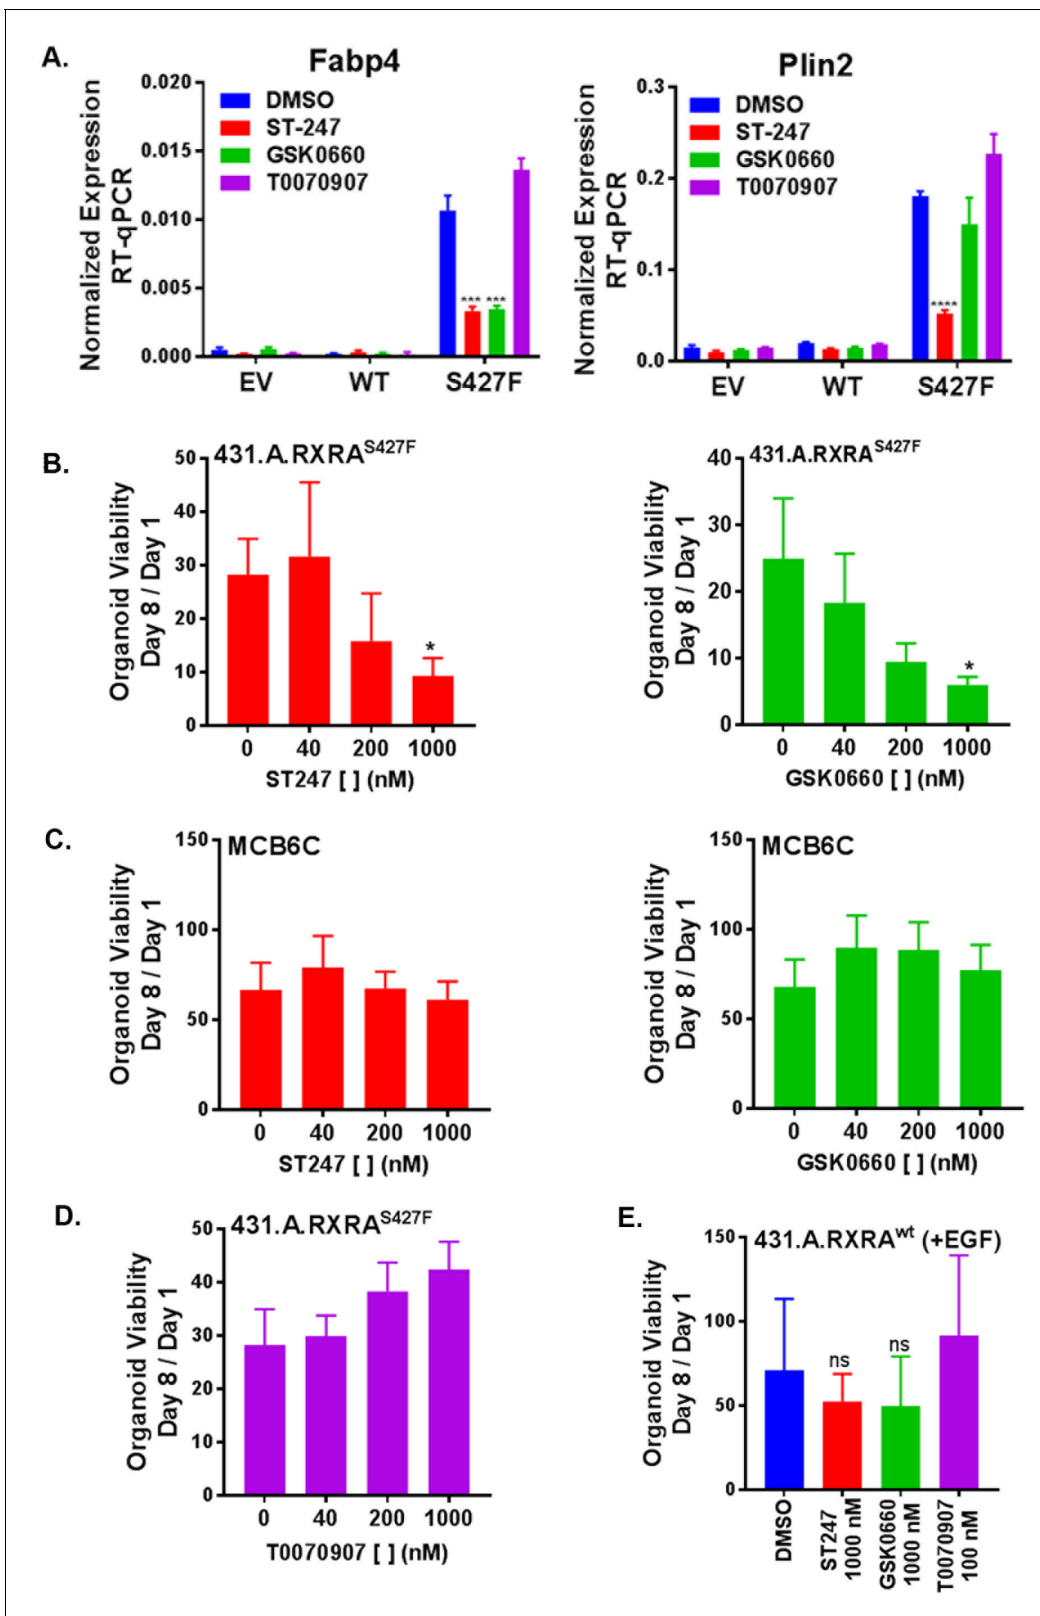 A.
Fabp4
Normalized Expression
RT-qPCR
0.020
0.015
0.010
0.005
0.000
DMSO
ST-247
GSK0660
T0070907
*** ***
EV WT S427F
Plin2
Normalized Expression
RT-qPCR
0.3
0.2
0.1
0.0
DMSO
ST-247
GSK0660
T0070907
****
EV WT S427F
B.
431.A.RXRA^S427F
Organoid Viability
Day 8 / Day 1
50
40
30
20
10
0
*
0 40 200 1000
ST247 [ ] (nM)
431.A.RXRA^S427F
Organoid Viability
Day 8 / Day 1
40
30
20
10
0
*
0 40 200 1000
GSK0660 [ ] (nM)
C.
MCB6C
Organoid Viability
Day 8 / Day 1
150
100
50
0
0 40 200 1000
ST247 [ ] (nM)
MCB6C
Organoid Viability
Day 8 / Day 1
150
100
50
0
0 40 200 1000
GSK0660 [ ] (nM)
D.
431.A.RXRA^S427F
Organoid Viability
Day 8 / Day 1
50
40
30
20
10
0
0 40 200 1000
T0070907 [ ] (nM)
E.
431.A.RXRA^wt (+EGF)
Organoid Viability
Day 8 / Day 1
150
100
50
0
ns
ns
DMSO
ST247
1000 nM
GSK0660
1000 nM
T0070907
100 nM